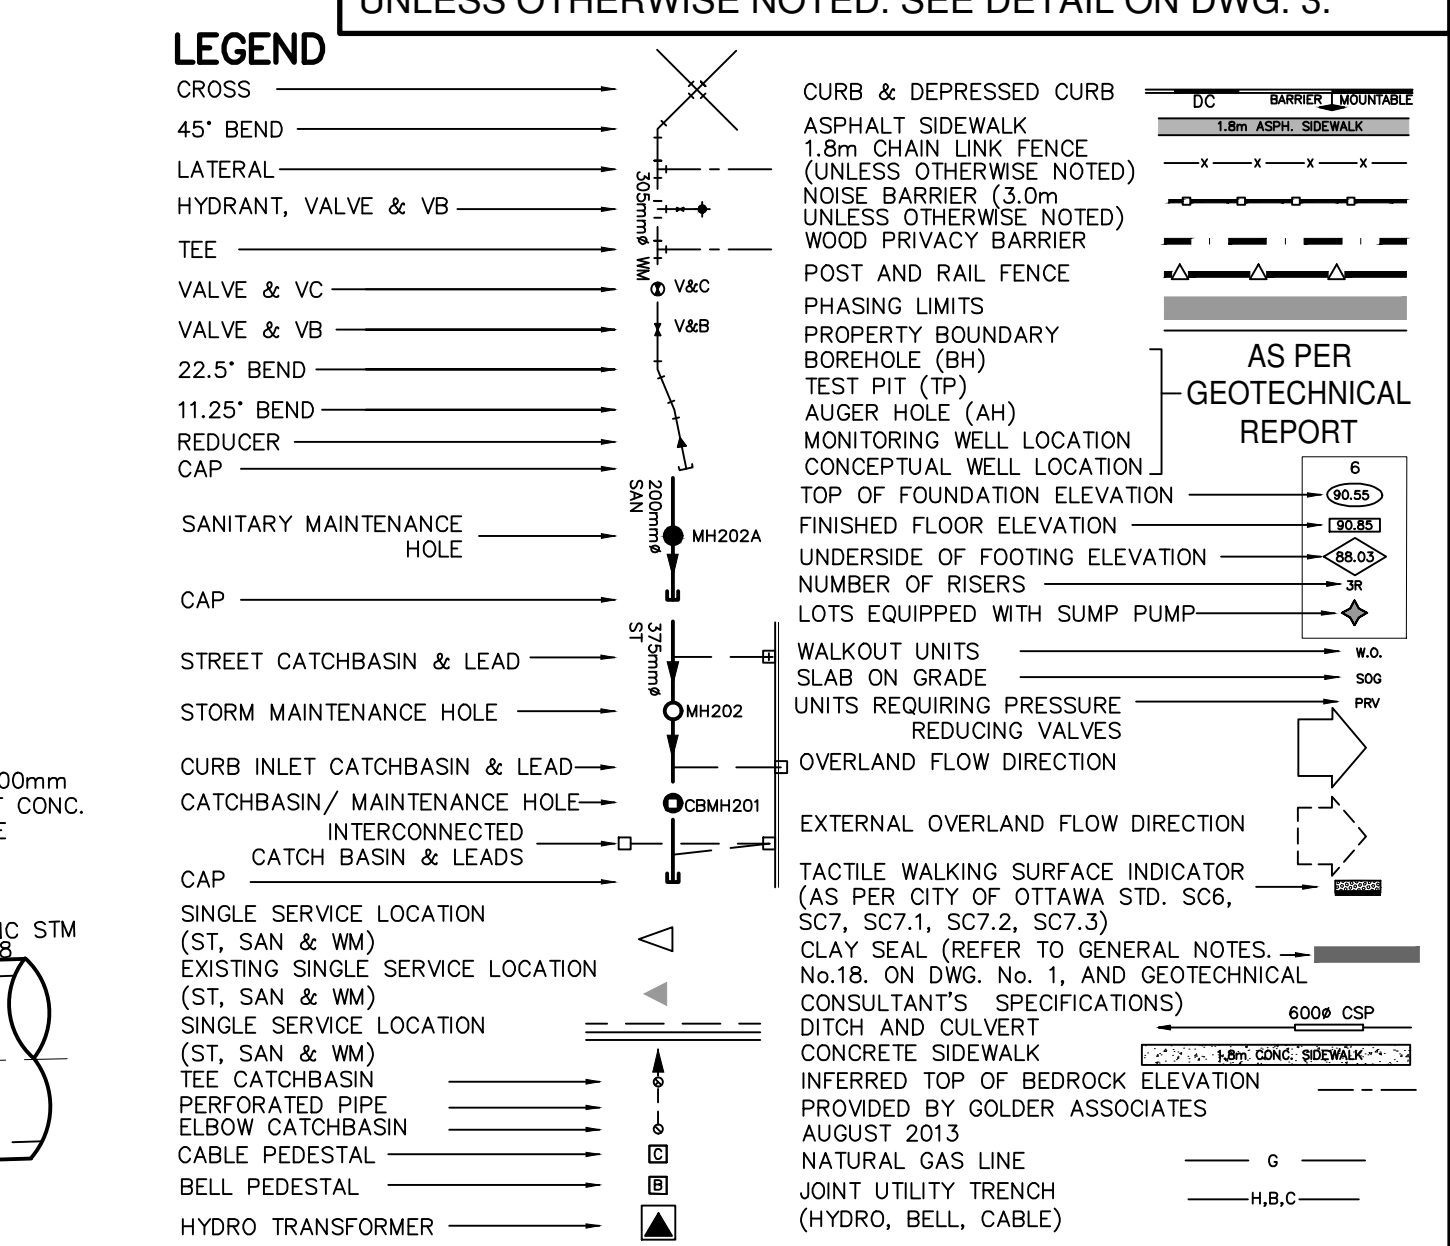 UNLESS OTHERWISE NOTED. SEE DETAIL ON DWG. 3.
LEGEND
CROSS
45° BEND
LATERAL
HYDRANT, VALVE & VB
TEE
VALVE & VC
VALVE & VB
22.5° BEND
11.25° BEND
REDUCER
CAP
SANITARY MAINTENANCE
HOLE
CAP
STREET CATCHBASIN & LEAD
STORM MAINTENANCE HOLE
CURB INLET CATCHBASIN & LEAD
CATCHBASIN/ MAINTENANCE HOLE
INTERCONNECTED
CATCH BASIN & LEADS
CAP
SINGLE SERVICE LOCATION
(ST, SAN & WM)
EXISTING SINGLE SERVICE LOCATION
(ST, SAN & WM)
SINGLE SERVICE LOCATION
(ST, SAN & WM)
TEE CATCHBASIN
PERFORATED PIPE
ELBOW CATCHBASIN
CABLE PEDESTAL
BELL PEDESTAL
HYDRO TRANSFORMER
305mmø WM
V&C
V&B
200mmø
SAN
MH202A
375mmø
ST
MH202
CBMH201
C
B
CURB & DEPRESSED CURB
DC BARRIER MOUNTABLE
ASPHALT SIDEWALK
1.8m ASPH. SIDEWALK
1.8m CHAIN LINK FENCE
(UNLESS OTHERWISE NOTED)
x x x x
NOISE BARRIER (3.0m
UNLESS OTHERWISE NOTED)
WOOD PRIVACY BARRIER
POST AND RAIL FENCE
PHASING LIMITS
PROPERTY BOUNDARY
BOREHOLE (BH)
TEST PIT (TP)
AUGER HOLE (AH)
MONITORING WELL LOCATION
CONCEPTUAL WELL LOCATION
AS PER
GEOTECHNICAL
REPORT
6
TOP OF FOUNDATION ELEVATION
90.55
FINISHED FLOOR ELEVATION
90.85
UNDERSIDE OF FOOTING ELEVATION
88.03
NUMBER OF RISERS
3R
LOTS EQUIPPED WITH SUMP PUMP
WALKOUT UNITS
W.O.
SLAB ON GRADE
SOG
UNITS REQUIRING PRESSURE
REDUCING VALVES
PRV
OVERLAND FLOW DIRECTION
EXTERNAL OVERLAND FLOW DIRECTION
TACTILE WALKING SURFACE INDICATOR
(AS PER CITY OF OTTAWA STD. SC6,
SC7, SC7.1, SC7.2, SC7.3)
CLAY SEAL (REFER TO GENERAL NOTES.
No.18. ON DWG. No. 1, AND GEOTECHNICAL
CONSULTANT'S SPECIFICATIONS)
DITCH AND CULVERT
600ø CSP
CONCRETE SIDEWALK
1.8m CONC. SIDEWALK
INFERRED TOP OF BEDROCK ELEVATION
PROVIDED BY GOLDER ASSOCIATES
AUGUST 2013
NATURAL GAS LINE
G
JOINT UTILITY TRENCH
(HYDRO, BELL, CABLE)
H,B,C
00mm
CONC.
STM
8